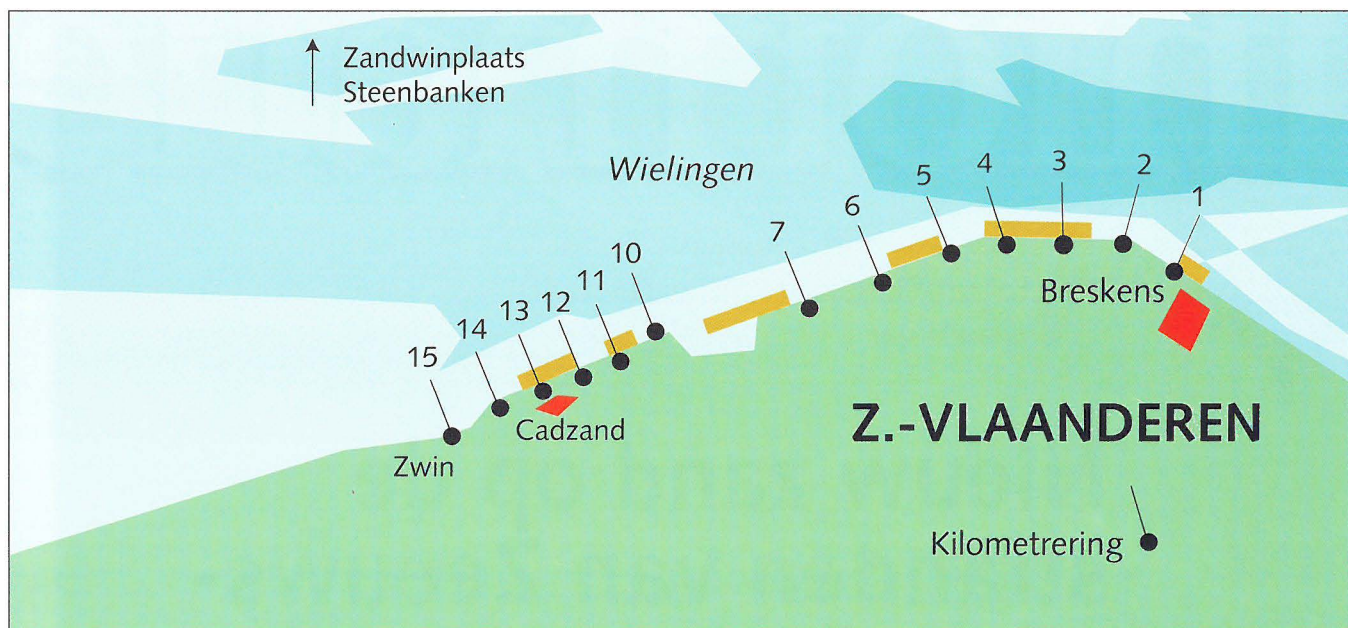 Zandwinplaats
Steenbanken
Wielingen
1
2
3
4
5
6
7
10
11
12
13
14
15
Breskens
Cadzand
Zwin
Z.-VLAANDEREN
Kilometrering